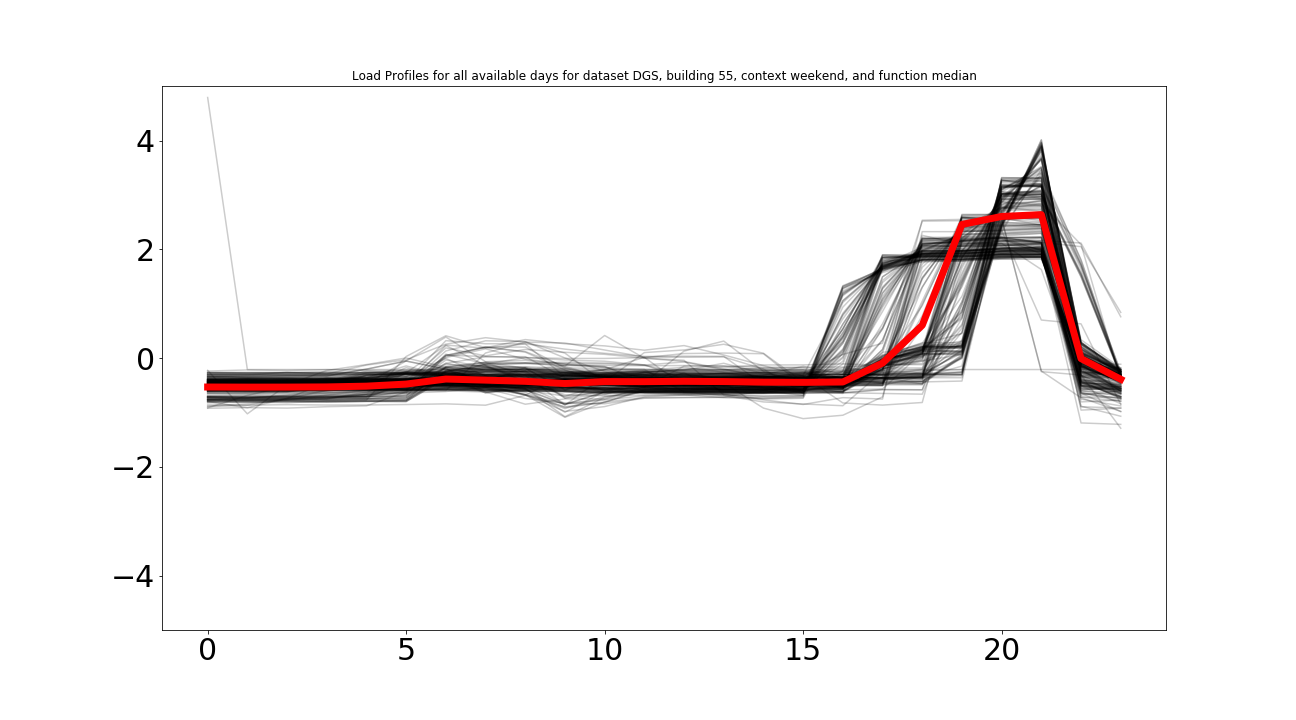 Load Profiles for all available days for dataset DGS, building 55, context weekend, and function median
4
2
0
−2
−4
0 5 10 15 20